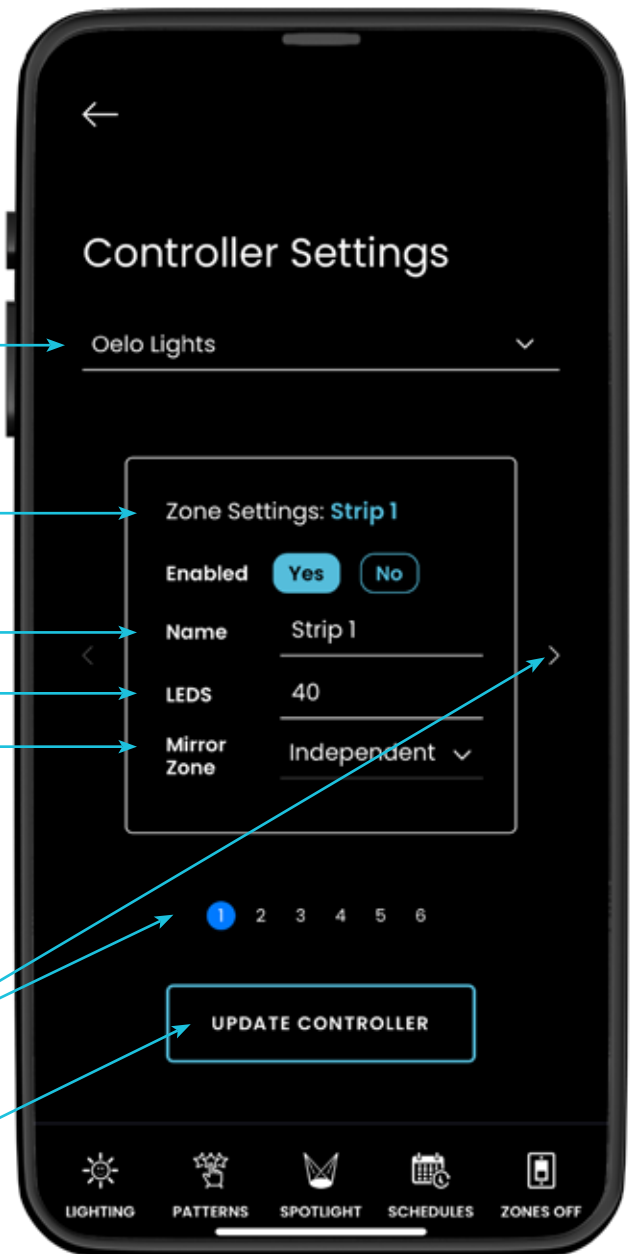 Controller Settings
Oelo Lights
Zone Settings: Strip 1
Enabled Yes No
Name Strip 1
LEDS 40
Mirror
Zone
Independent
1 2 3 4 5 6
UPDATE CONTROLLER
LIGHTING PATTERNS SPOTLIGHT SCHEDULES ZONES OFF